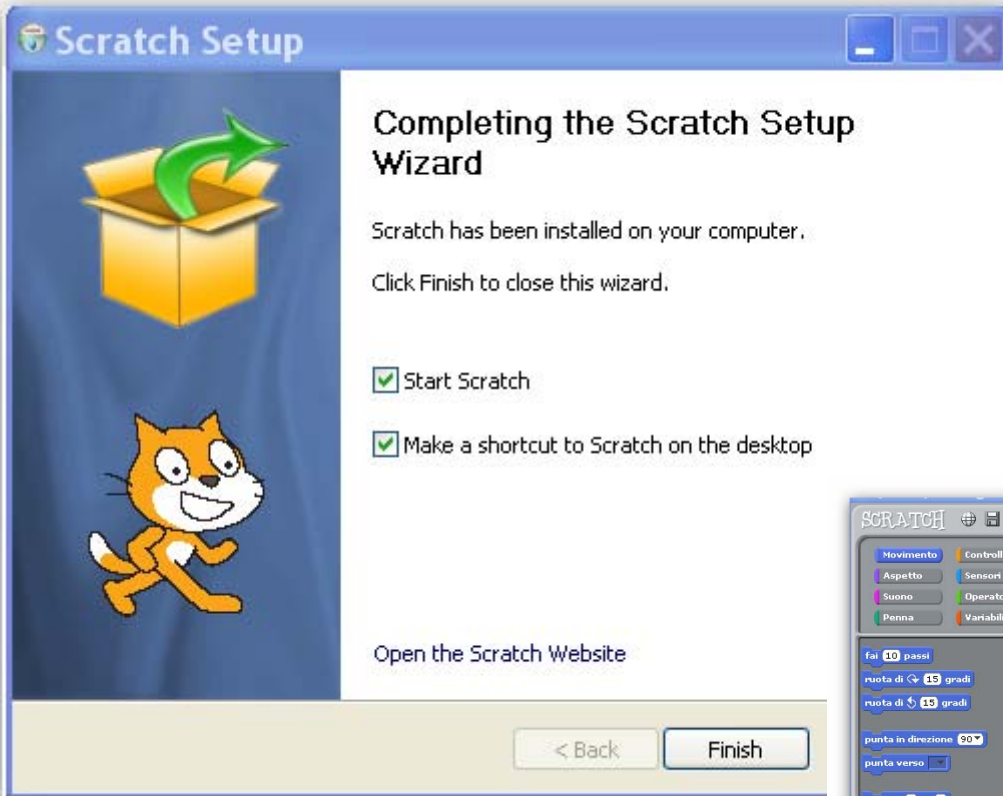 Scratch Setup
Completing the Scratch Setup
Wizard
Scratch has been installed on your computer.
Click Finish to close this wizard.
Start Scratch
Make a shortcut to Scratch on the desktop
Open the Scratch Website
< Back Finish
SCRATCH
Movimento Controll
Aspetto Sensori
Suono Operato
Penna Variabili
fai 10 passi
ruota di 15 gradi
ruota di 15 gradi
punta in direzione 90
punta verso